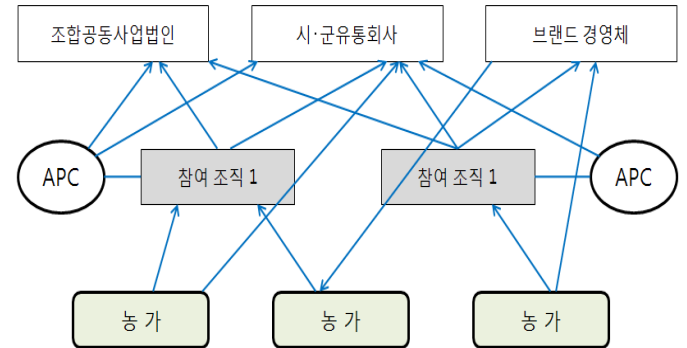 조합공동사업법인
시·군유통회사
브랜드 경영체
APC
참여 조직 1
참여 조직 1
APC
농 가
농 가
농 가